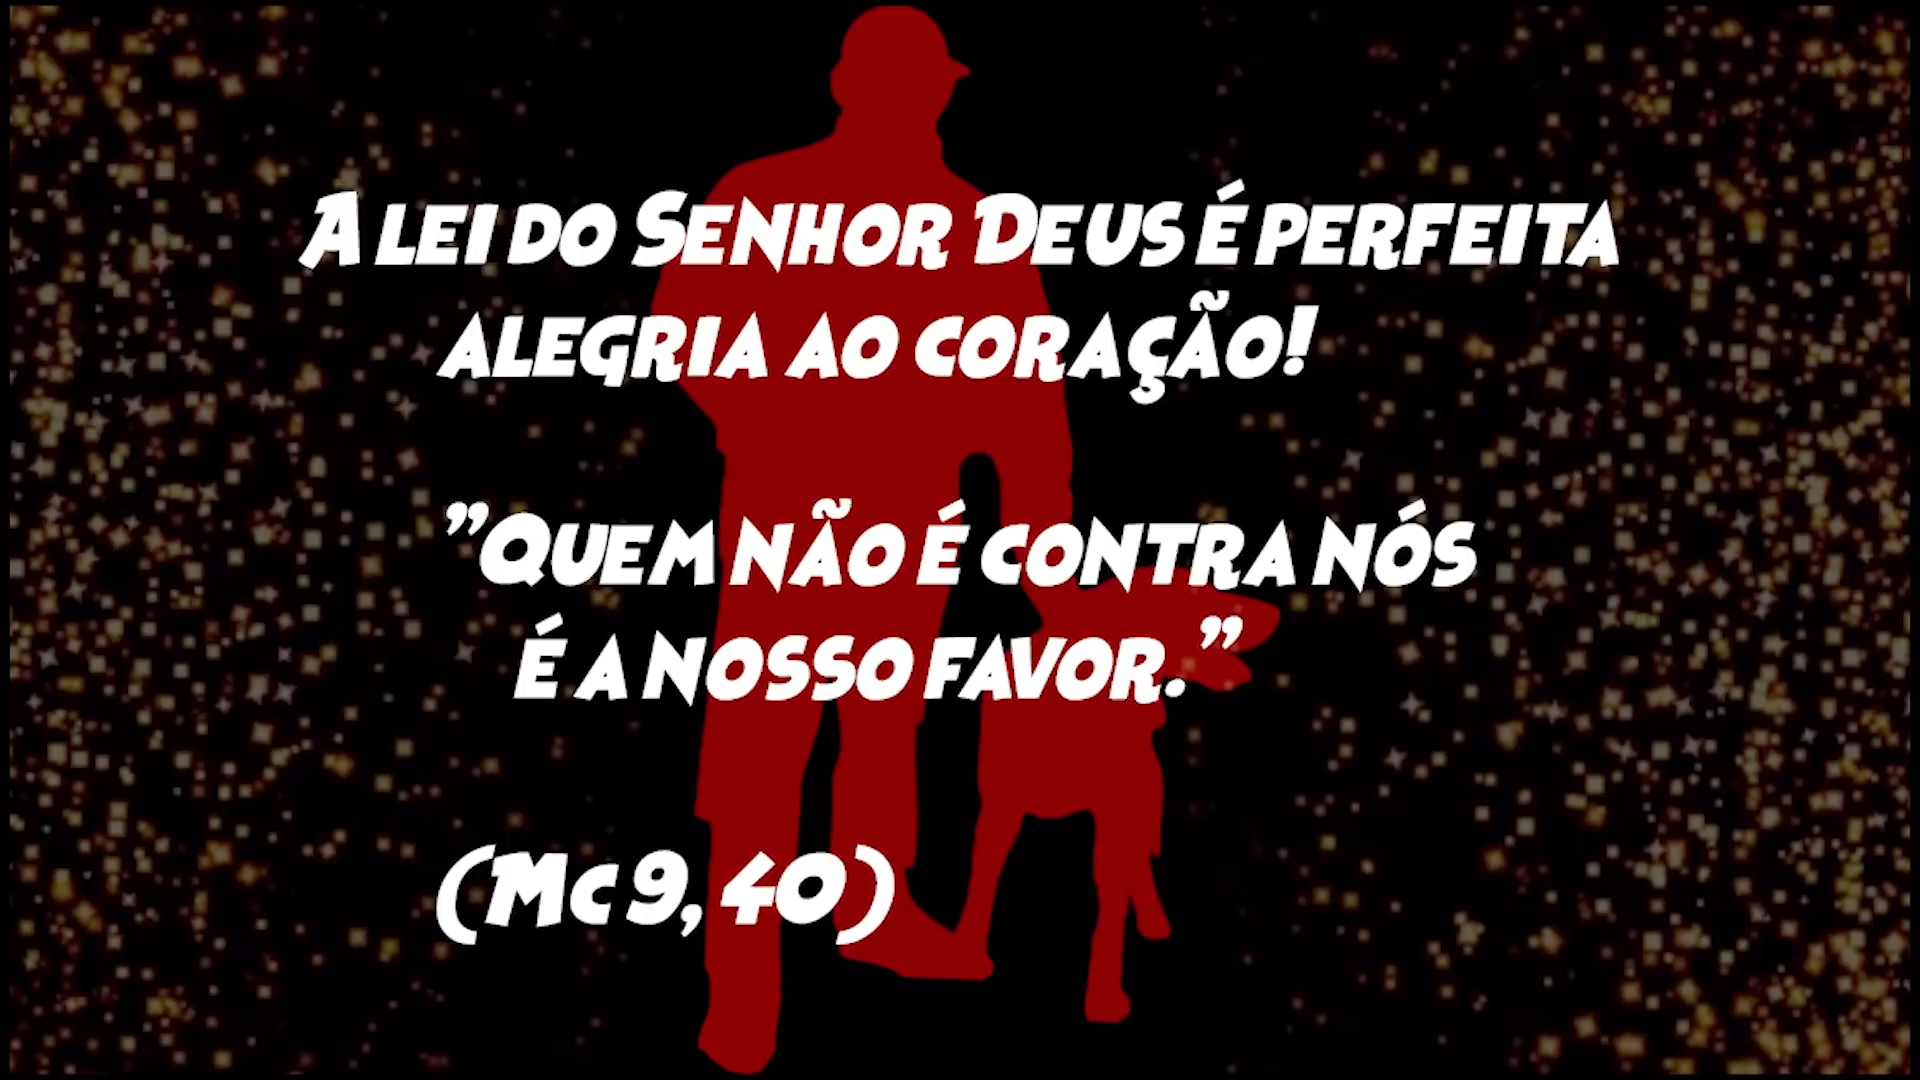 A lei do Senhor Deus é perfeita
alegria ao coração!
"Quem não é contra nós
é a nosso favor."
(Mc 9, 40)